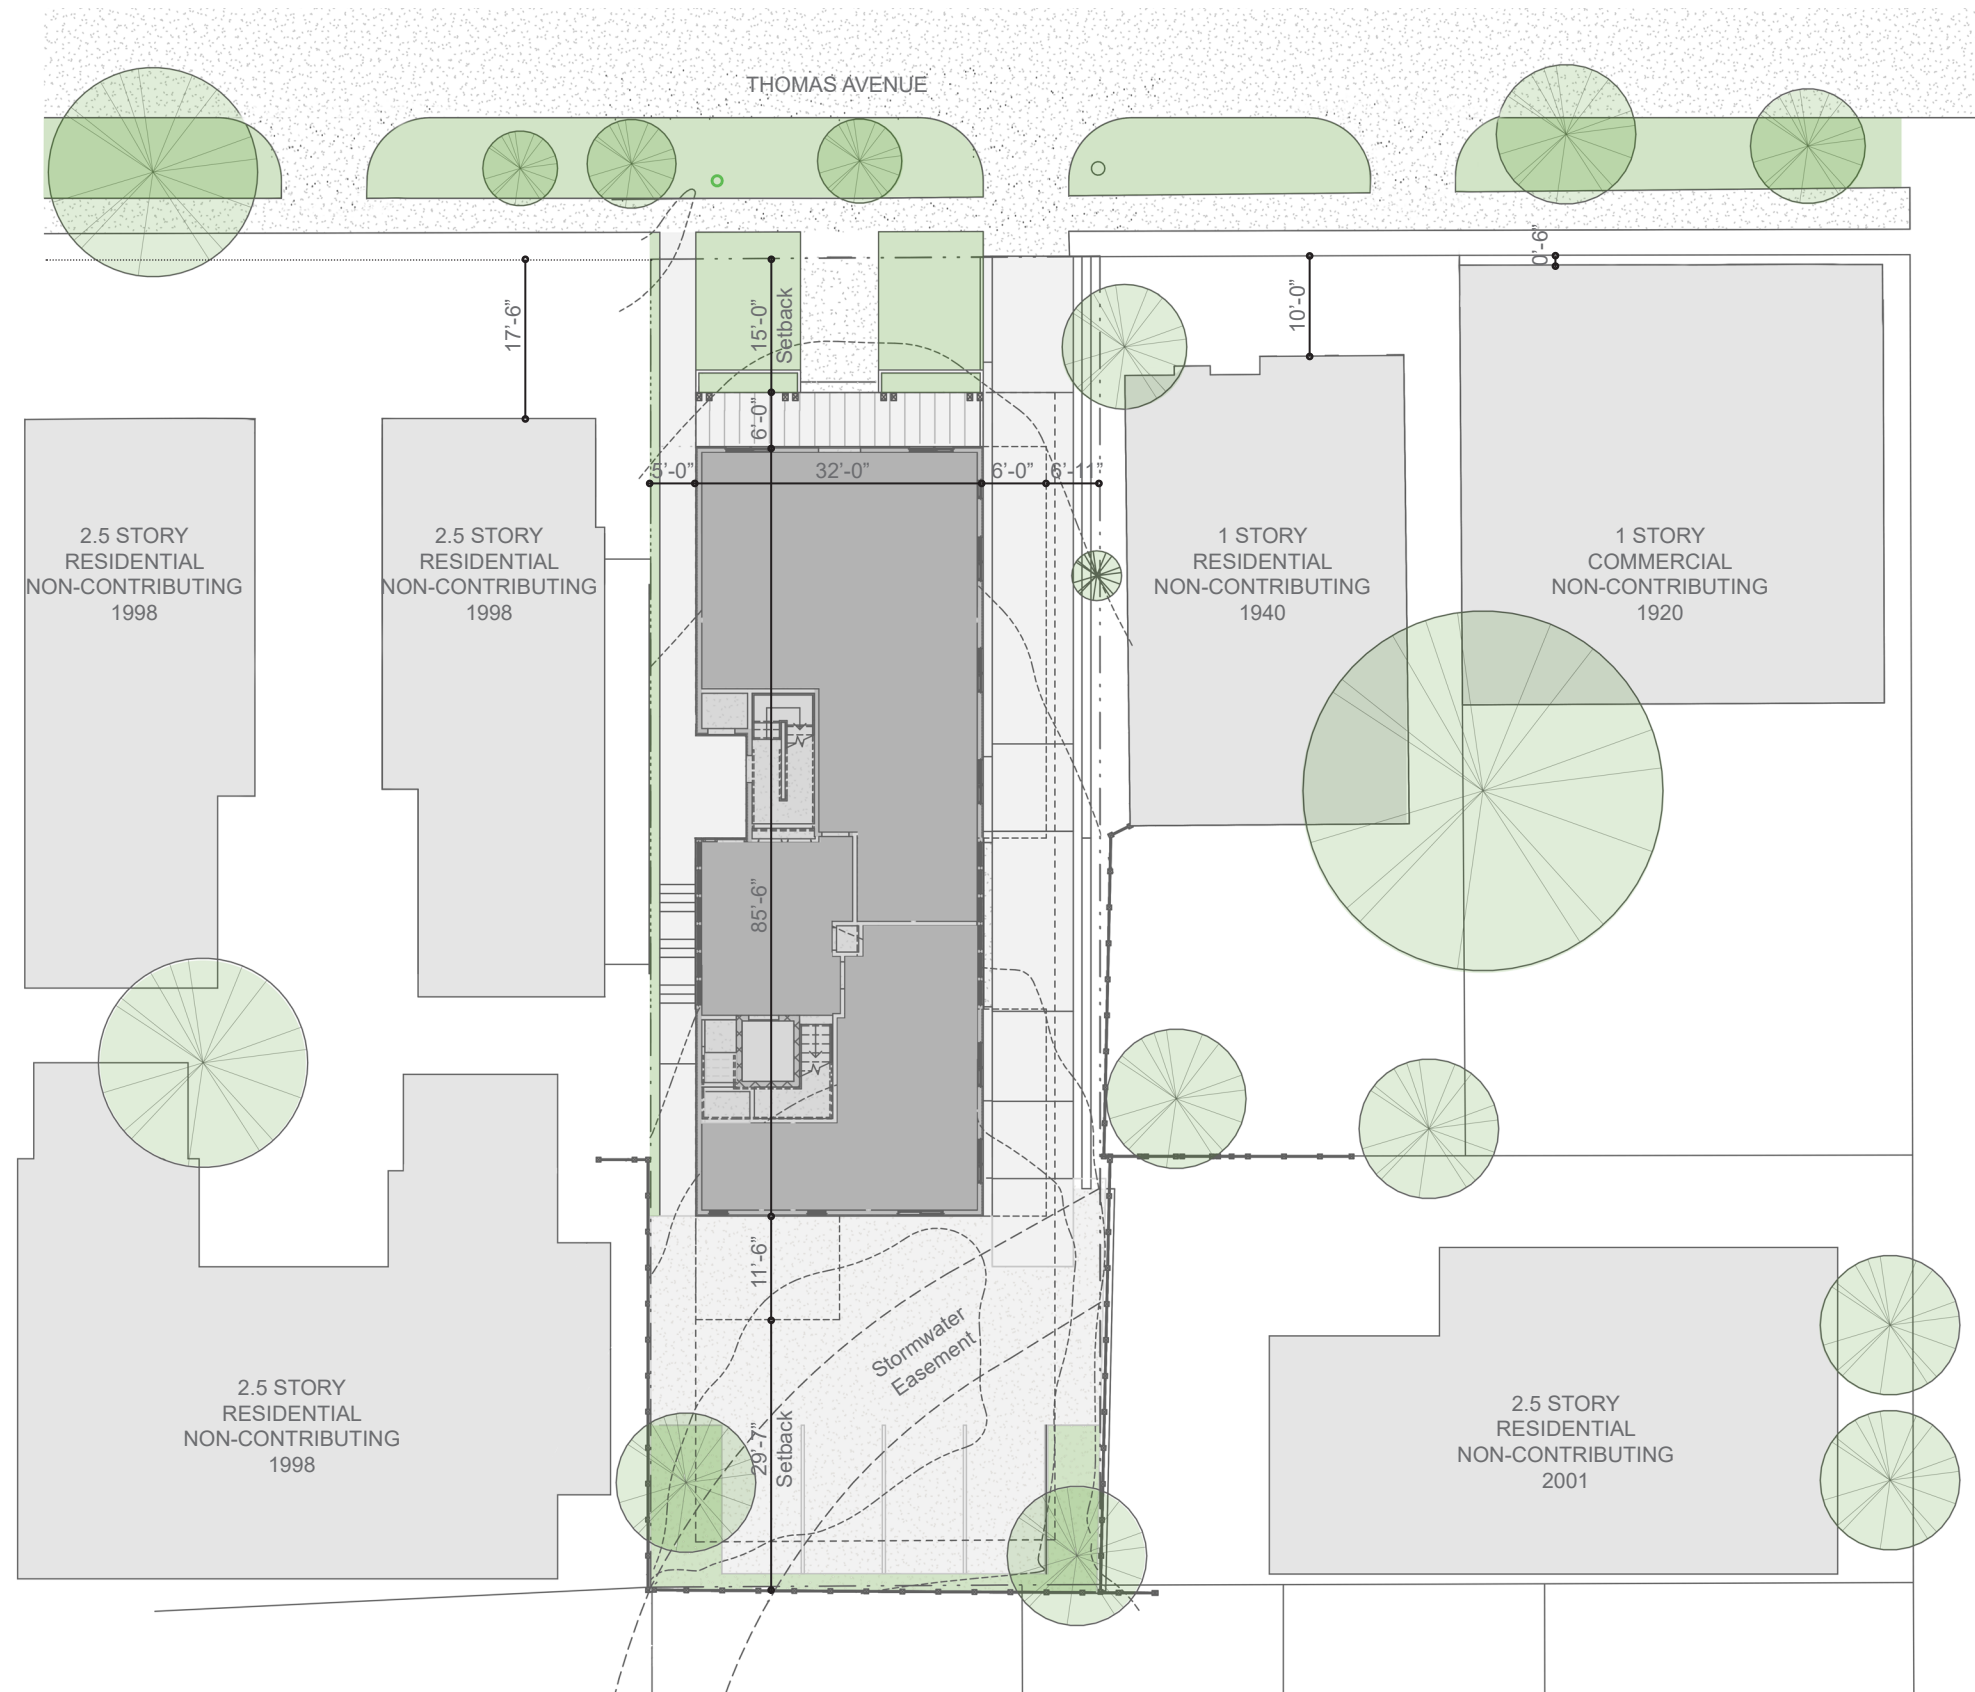 THOMAS AVENUE
0'-6"
17'-6"
15'-0"
Setback
10'-0"
6'-0"
5'-0"
32'-0"
6'-0"
6'-11"
2.5 STORY
RESIDENTIAL
NON-CONTRIBUTING
1998
2.5 STORY
RESIDENTIAL
NON-CONTRIBUTING
1998
1 STORY
RESIDENTIAL
NON-CONTRIBUTING
1940
1 STORY
COMMERCIAL
NON-CONTRIBUTING
1920
85'-6"
11'-6"
Stormwater
Easement
29'-7"
Setback
2.5 STORY
RESIDENTIAL
NON-CONTRIBUTING
1998
2.5 STORY
RESIDENTIAL
NON-CONTRIBUTING
2001